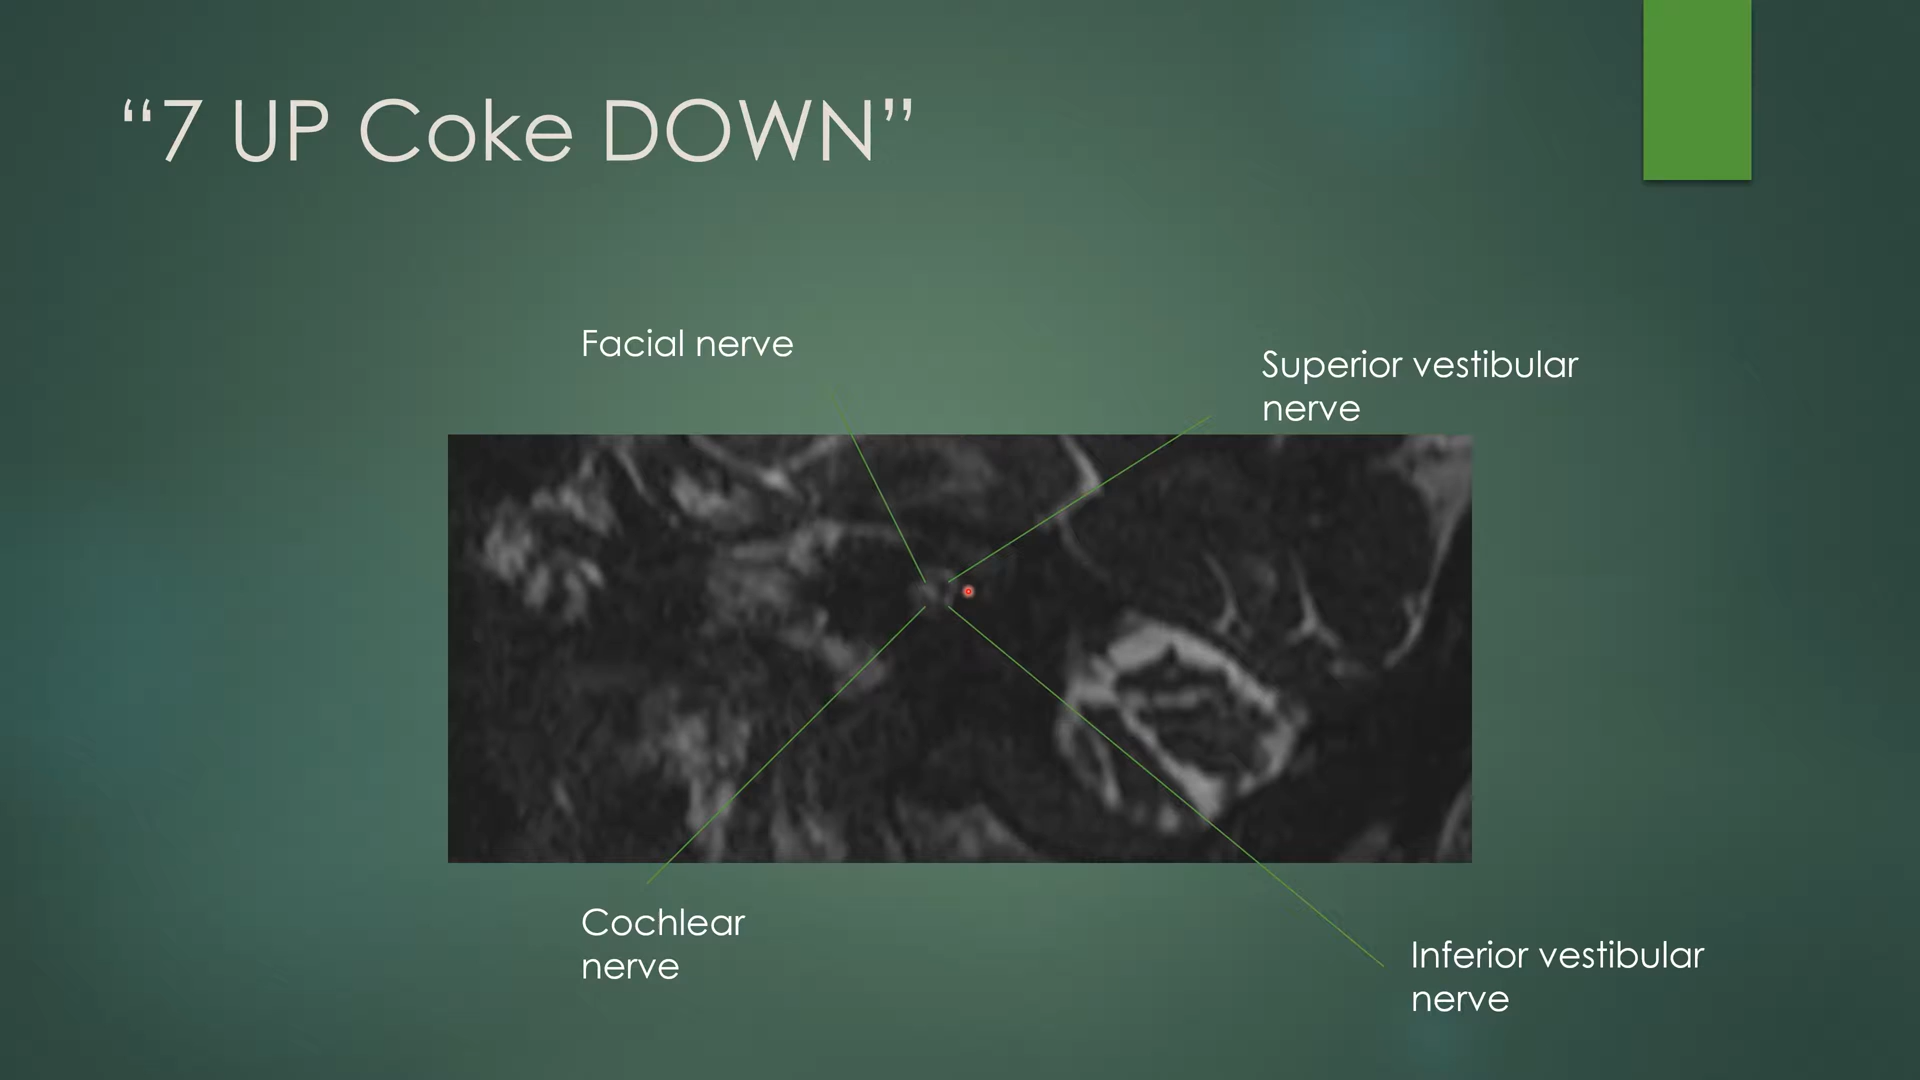 “7 UP Coke DOWN”
Facial nerve
Superior vestibular
nerve
Cochlear
nerve
Inferior vestibular
nerve